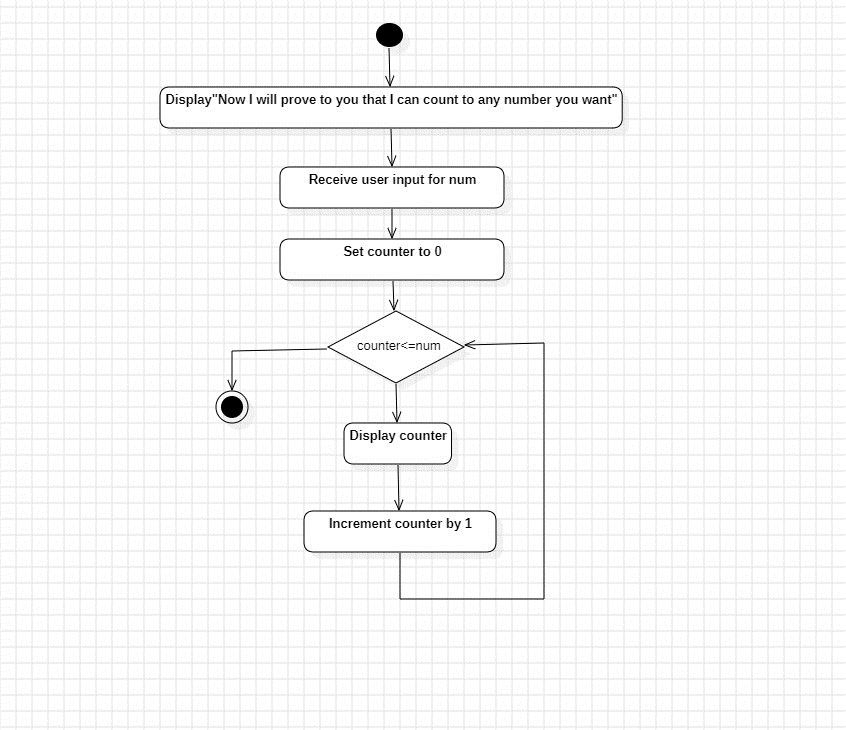 Display"Now I will prove to you that I can count to any number you want"
Receive user input for num
Set counter to 0
counter<=num
Display counter
Increment counter by 1